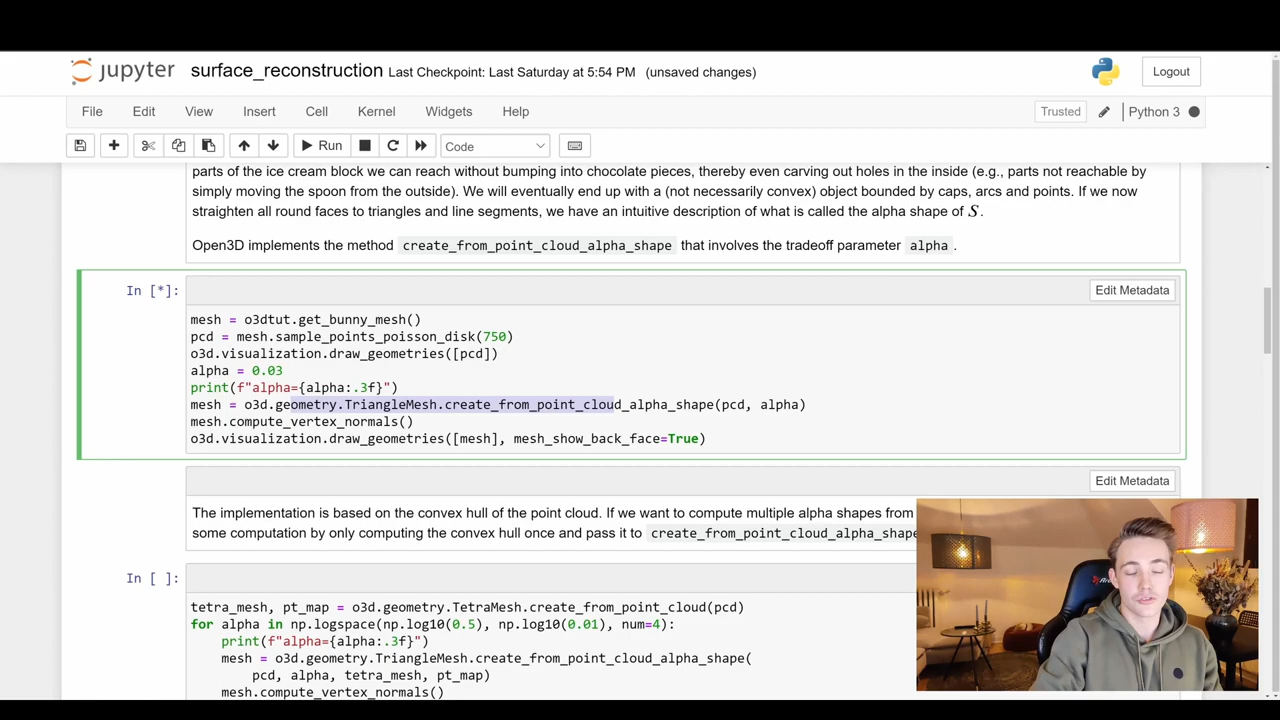 jupyter surface_reconstruction Last Checkpoint: Last Saturday at 5:54 PM (unsaved changes) Logout
File Edit View Insert Cell Kernel Widgets Help Trusted Python 3
Run Code
parts of the ice cream block we can reach without bumping into chocolate pieces, thereby even carving out holes in the inside (e.g., parts not reachable by
simply moving the spoon from the outside). We will eventually end up with a (not necessarily convex) object bounded by caps, arcs and points. If we now
straighten all round faces to triangles and line segments, we have an intuitive description of what is called the alpha shape of S.
Open3D implements the method create_from_point_cloud_alpha_shape that involves the tradeoff parameter alpha .
In [*]: Edit Metadata
mesh = o3dtut.get_bunny_mesh()
pcd = mesh.sample_points_poisson_disk(750)
o3d.visualization.draw_geometries([pcd])
alpha = 0.03
print(f"alpha={alpha:.3f}")
mesh = o3d.geometry.TriangleMesh.create_from_point_cloud_alpha_shape(pcd, alpha)
mesh.compute_vertex_normals()
o3d.visualization.draw_geometries([mesh], mesh_show_back_face=True)
Edit Metadata
The implementation is based on the convex hull of the point cloud. If we want to compute multiple alpha shapes from
some computation by only computing the convex hull once and pass it to create_from_point_cloud_alpha_shape
In [ ]:
tetra_mesh, pt_map = o3d.geometry.TetraMesh.create_from_point_cloud(pcd)
for alpha in np.logspace(np.log10(0.5), np.log10(0.01), num=4):
    print(f"alpha={alpha:.3f}")
    mesh = o3d.geometry.TriangleMesh.create_from_point_cloud_alpha_shape(
        pcd, alpha, tetra_mesh, pt_map)
    mesh.compute_vertex_normals()